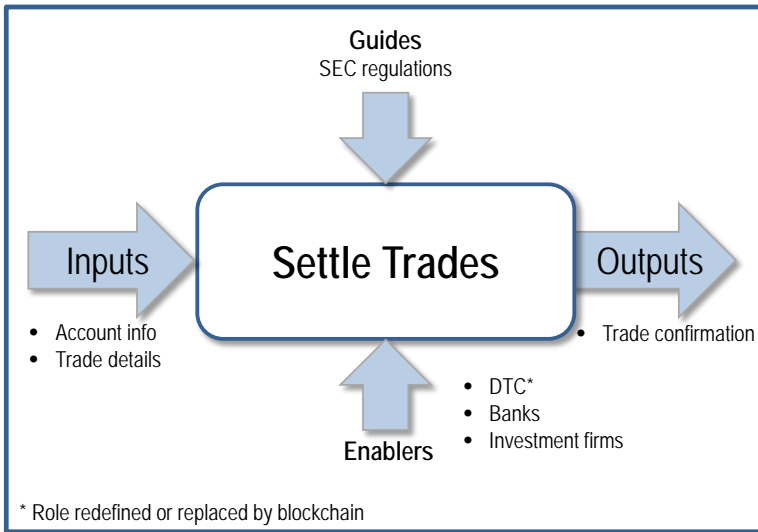 Guides
SEC regulations
Inputs
Settle Trades
Outputs
• Account info
• Trade details
• Trade confirmation
• DTC*
• Banks
• Investment firms
Enablers
* Role redefined or replaced by blockchain